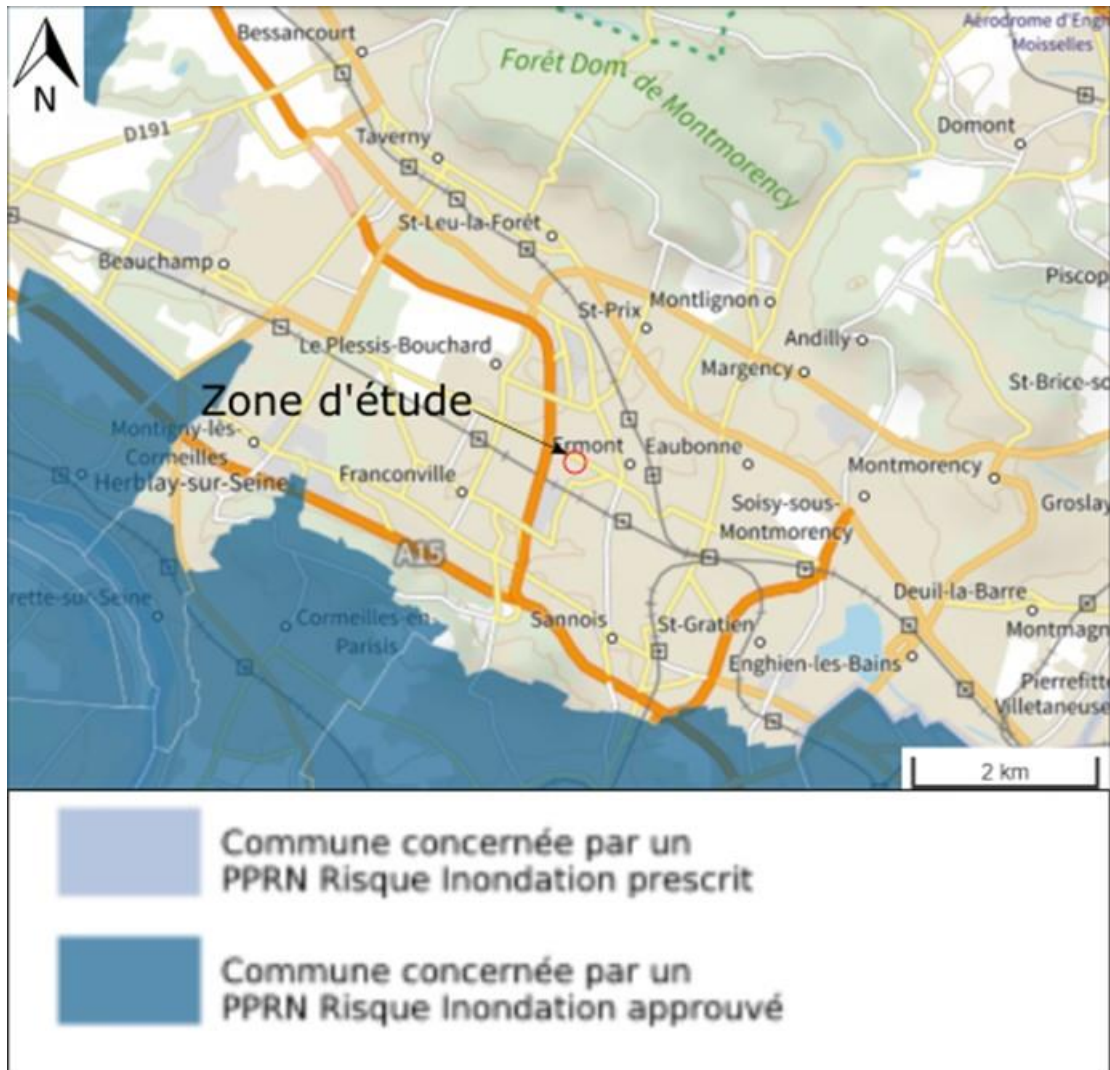 Bessancourt
Aérodrome d'Engh
Moisselles
Forêt Dom de Montmorency
N
D191
Taverny
Domont
St-Leu-la-Forêt
Beauchamp
Piscop
St-Prix
Montlignon
Andilly
Le Plessis-Bouchard
Margency
St-Brice-so
Zone d'étude
Montigny-lès-
Cormeilles
Ermont
Eaubonne
Herblay-sur-Seine
Franconville
Montmorency
Soisy-sous-
Montmorency
Groslay
A15
rette-sur-Seine
Cormeilles-en-
Parisis
Sannois
St-Gratien
Deuil-la-Barre
Montmagn
Enghien-les-Bains
Pierrefitte
Villetaneuse
2 km
Commune concernée par un
PPRN Risque Inondation prescrit
Commune concernée par un
PPRN Risque Inondation approuvé